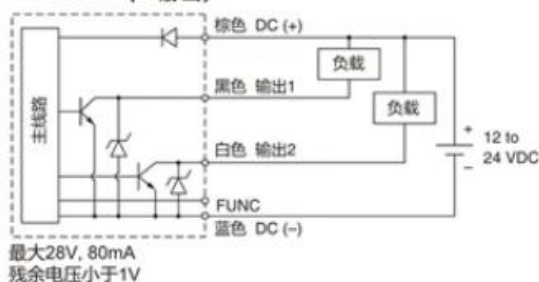 棕色 DC (+)
负载
黑色 输出1
负载
主线路
白色 输出2
+
12 to
24 VDC
−
FUNC
蓝色 DC (−)
最大28V, 80mA
残余电压小于1V